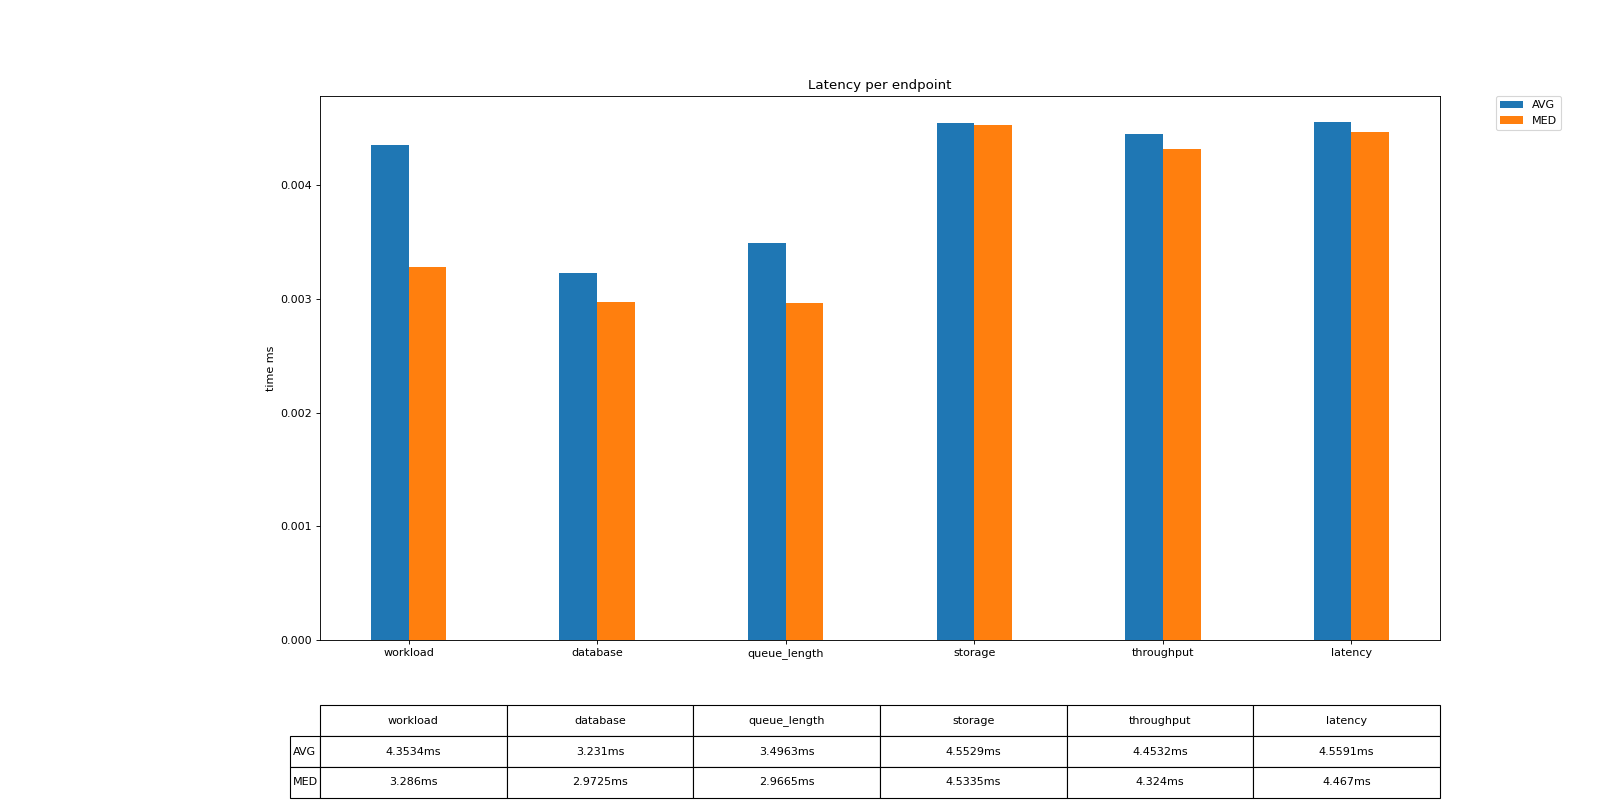 Latency per endpoint
AVG
MED
0.004
0.003
0.002
0.001
0.000
time ms
workload database queue_length storage throughput latency
workload database queue_length storage throughput latency
AVG 4.3534ms 3.231ms 3.4963ms 4.5529ms 4.4532ms 4.5591ms
MED 3.286ms 2.9725ms 2.9665ms 4.5335ms 4.324ms 4.467ms